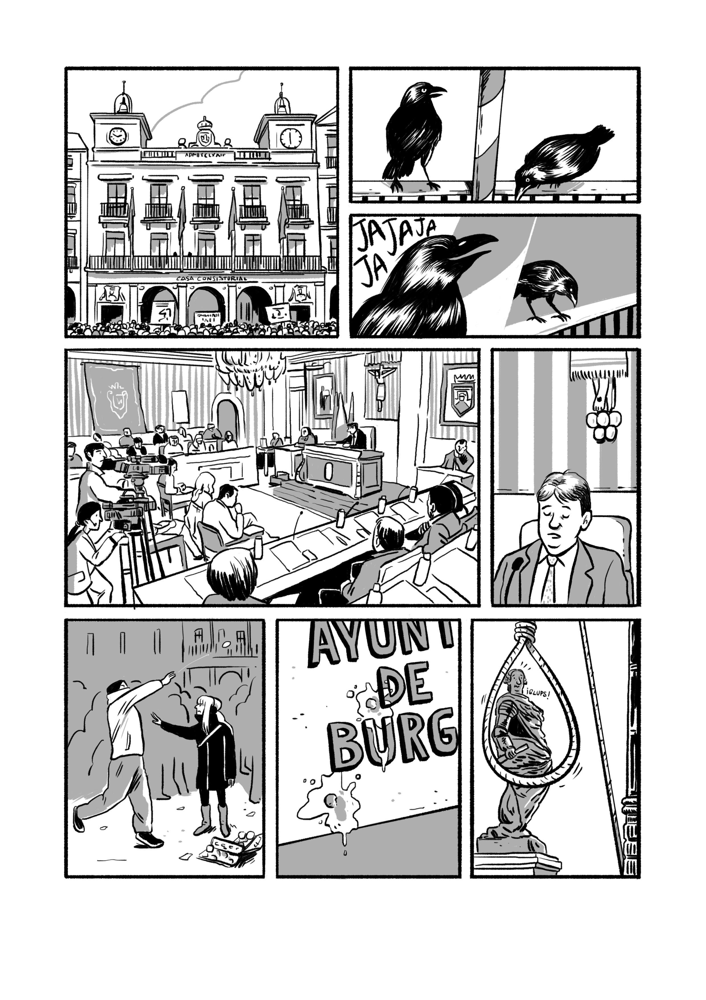 CASA CONSISTORIAL
JAJAJA
JA
AYUNT
DE
BURG
¡GLUPS!